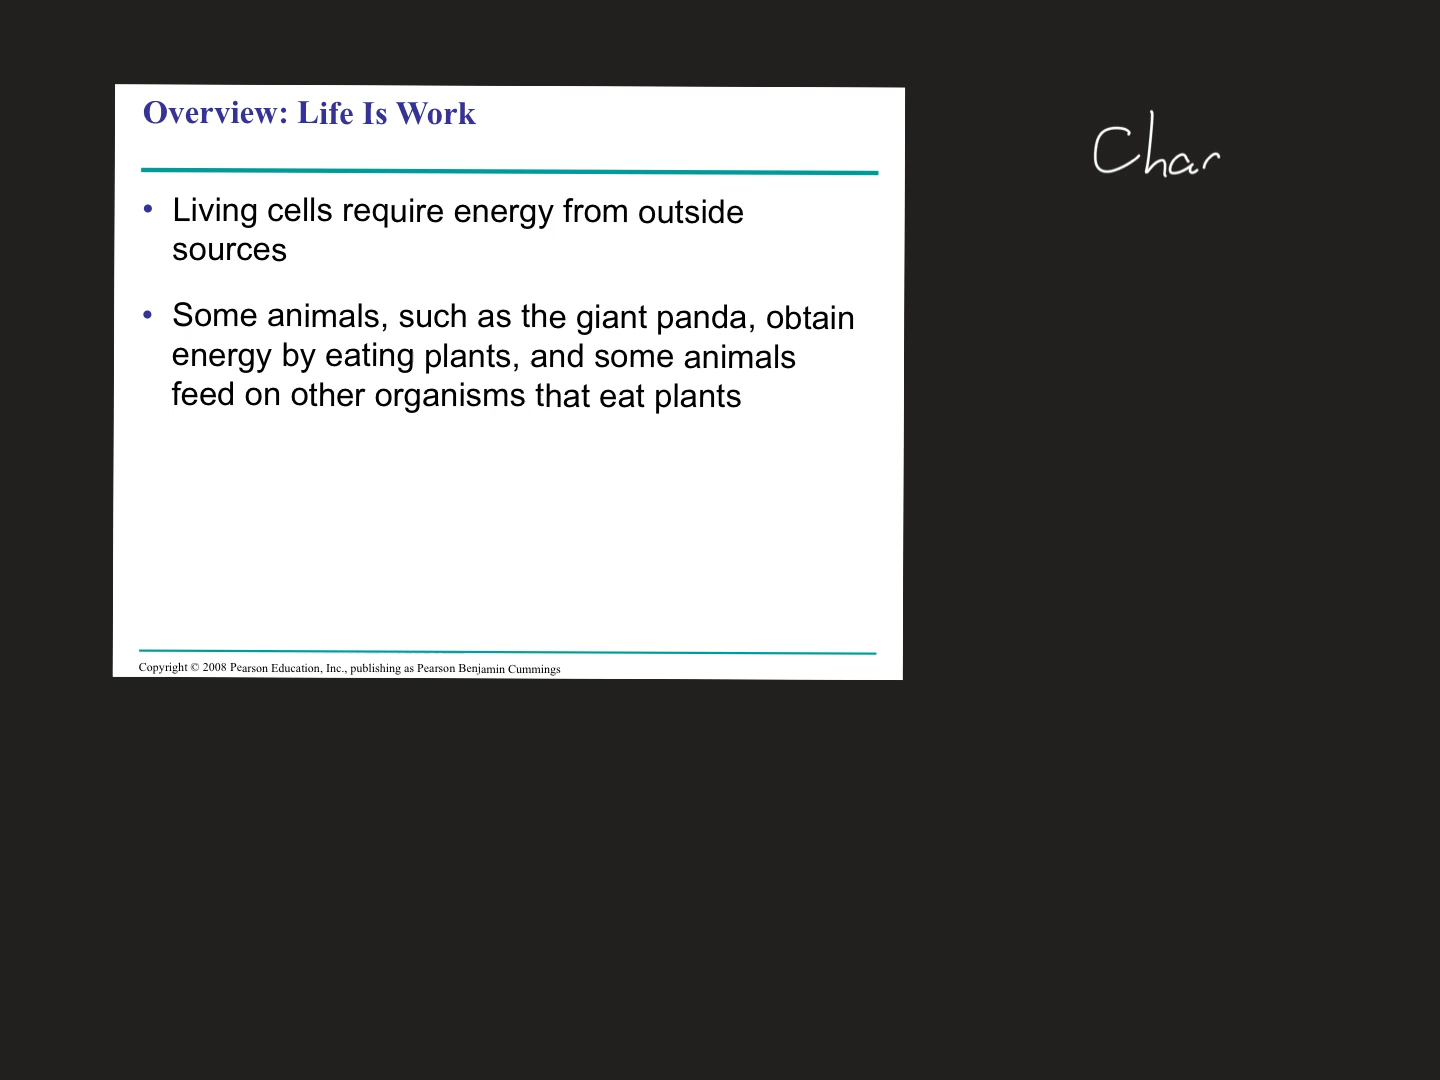 Overview: Life Is Work
• Living cells require energy from outside
sources
• Some animals, such as the giant panda, obtain
energy by eating plants, and some animals
feed on other organisms that eat plants
Copyright © 2008 Pearson Education, Inc., publishing as Pearson Benjamin Cummings
Char